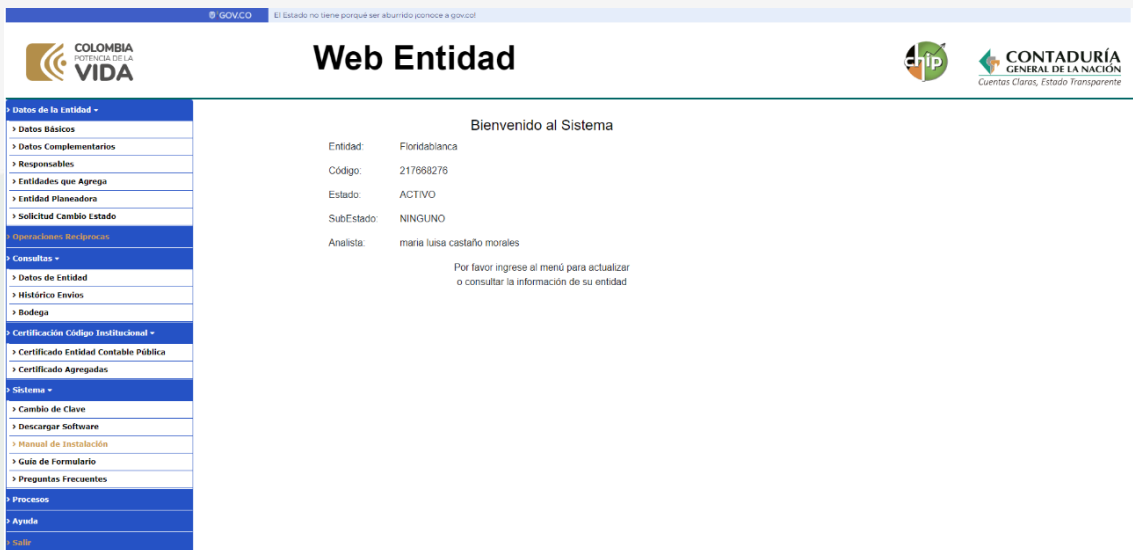 GOV.CO El Estado no tiene porqué ser aburrido ¡conoce a gov.co!
COLOMBIA
POTENCIA DE LA
VIDA
Web Entidad
chip
CONTADURÍA
GENERAL DE LA NACIÓN
Cuentas Claras, Estado Transparente
> Datos de la Entidad
> Datos Básicos
> Datos Complementarios
> Responsables
> Entidades que Agrega
> Entidad Planeadora
> Solicitud Cambio Estado
> Operaciones Reciprocas
> Consultas
> Datos de Entidad
> Histórico Envios
> Bodega
> Certificación Código Institucional
> Certificado Entidad Contable Pública
> Certificado Agregadas
> Sistema
> Cambio de Clave
> Descargar Software
> Manual de Instalación
> Guía de Formulario
> Preguntas Frecuentes
> Procesos
> Ayuda
> Salir
Bienvenido al Sistema
Entidad: Floridablanca
Código: 217668276
Estado: ACTIVO
SubEstado: NINGUNO
Analista: maria luisa castaño morales
Por favor ingrese al menú para actualizar
o consultar la información de su entidad